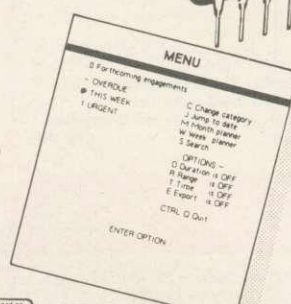 MENU
0 Forthcoming engagements
- OVERDUE
THIS WEEK
! URGENT
C Change category
J Jump to date
M Month planner
W Week planner
S Search
OPTIONS -
D Duration is OFF
R Range is OFF
T Time is OFF
E Export is OFF
CTRL Q Quit
ENTER OPTION